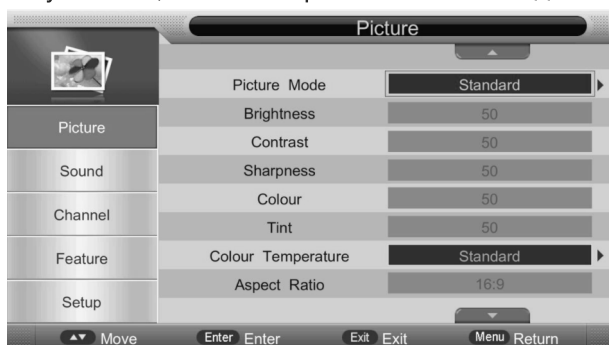 Picture
Picture
Sound
Channel
Feature
Setup
Picture Mode Standard
Brightness 50
Contrast 50
Sharpness 50
Colour 50
Tint 50
Colour Temperature Standard
Aspect Ratio 16:9
Move Enter Enter Exit Exit Menu Return